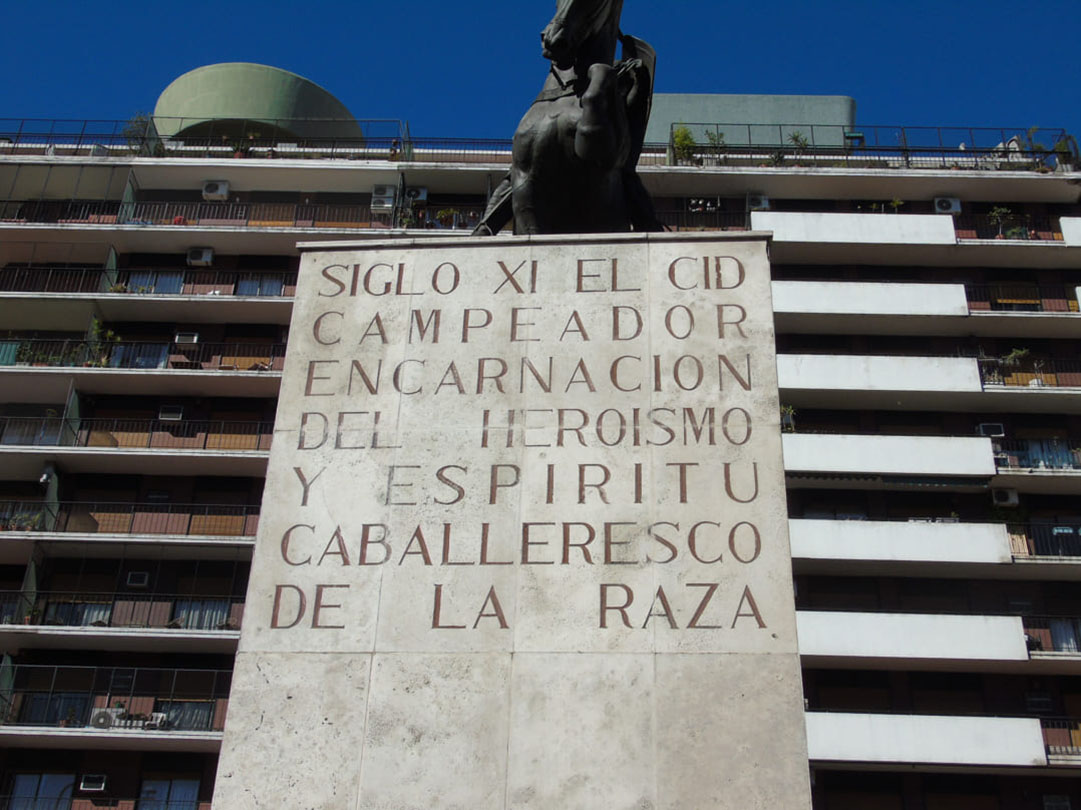 SIGLO XI EL CID
CAMPEADOR
ENCARNACION
DEL HEROISMO
Y ESPIRITU
CABALLERESCO
DE LA RAZA